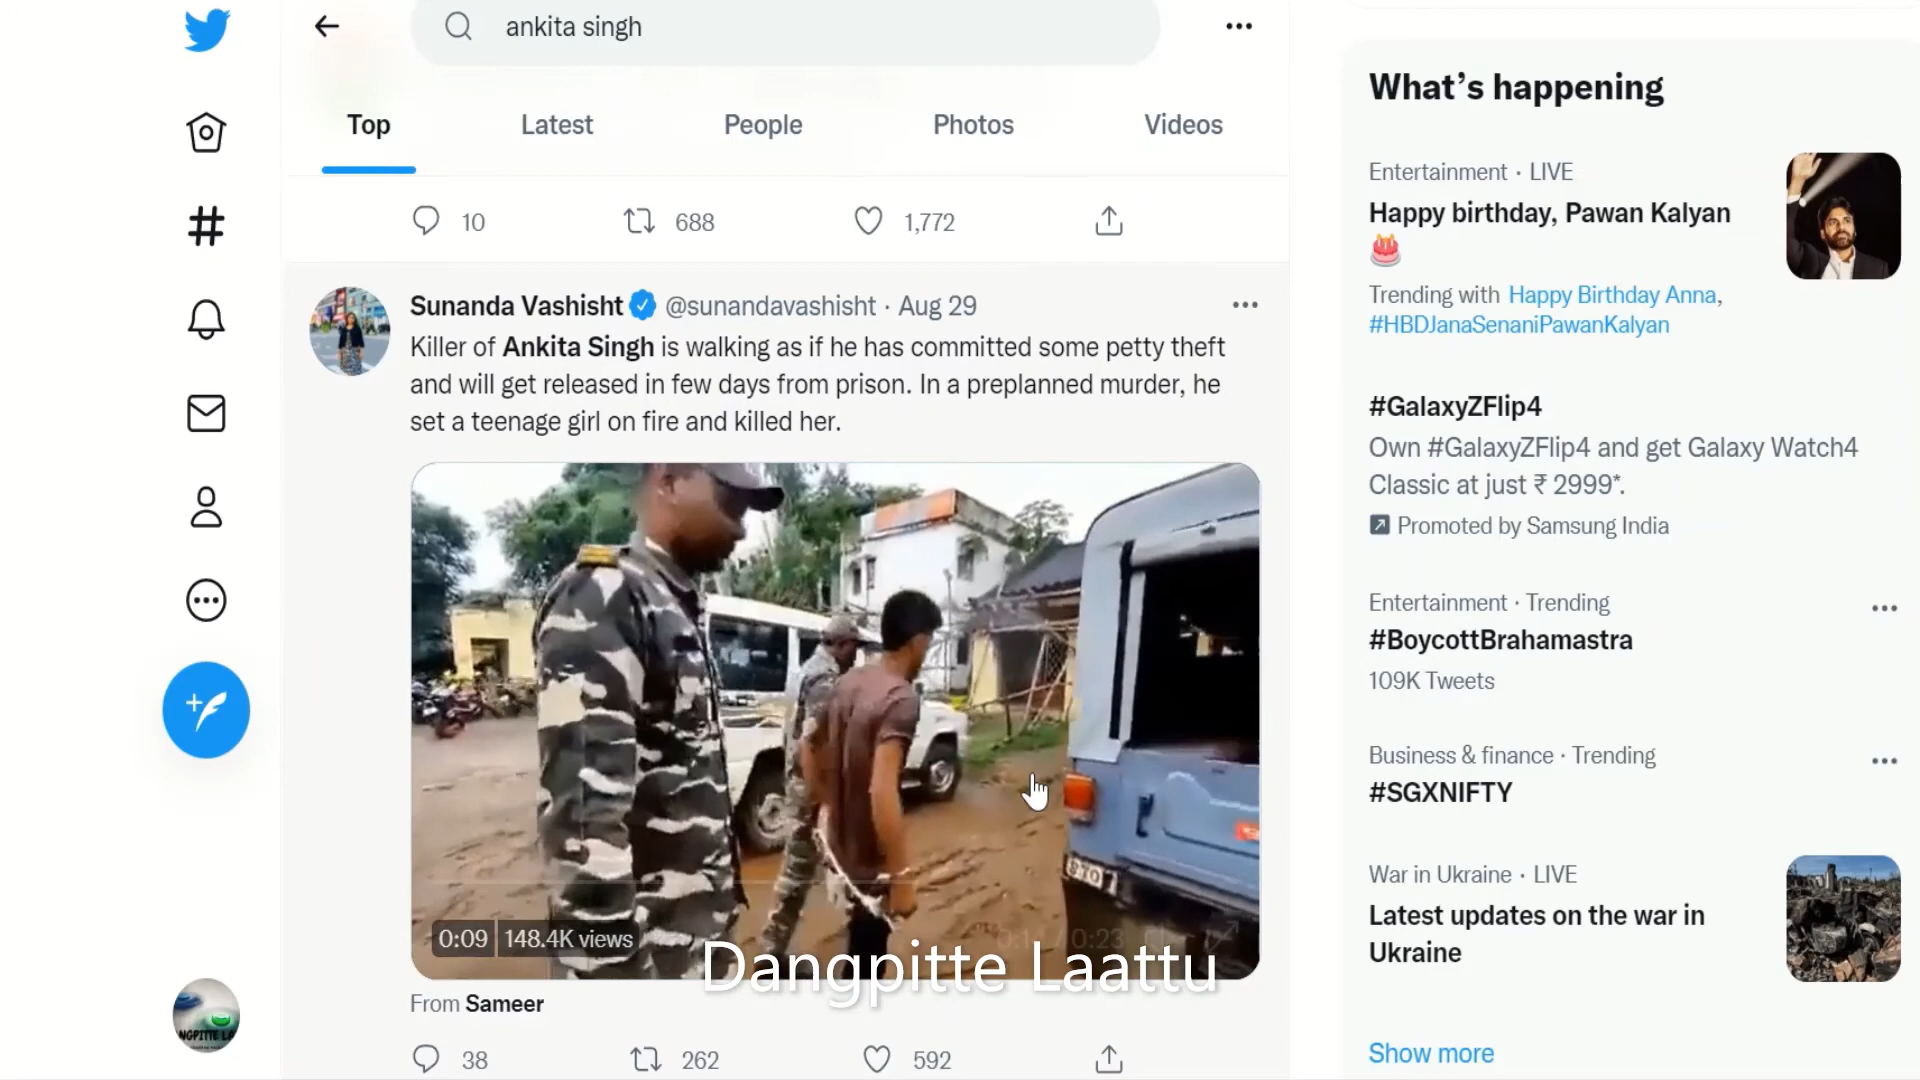 ankita singh
Top
Latest
People
Photos
Videos
10
688
1,772
Sunanda Vashisht @sunandavashisht · Aug 29
Killer of Ankita Singh is walking as if he has committed some petty theft
and will get released in few days from prison. In a preplanned murder, he
set a teenage girl on fire and killed her.
0:09
148.4K views
0:14 / 0:23
Dangpitte Laattu
From Sameer
38
262
592
What's happening
Entertainment · LIVE
Happy birthday, Pawan Kalyan
Trending with Happy Birthday Anna,
#HBDJanaSenaniPawanKalyan
#GalaxyZFlip4
Own #GalaxyZFlip4 and get Galaxy Watch4
Classic at just ₹ 2999*.
Promoted by Samsung India
Entertainment · Trending
#BoycottBrahamastra
109K Tweets
Business & finance · Trending
#SGXNIFTY
War in Ukraine · LIVE
Latest updates on the war in
Ukraine
Show more